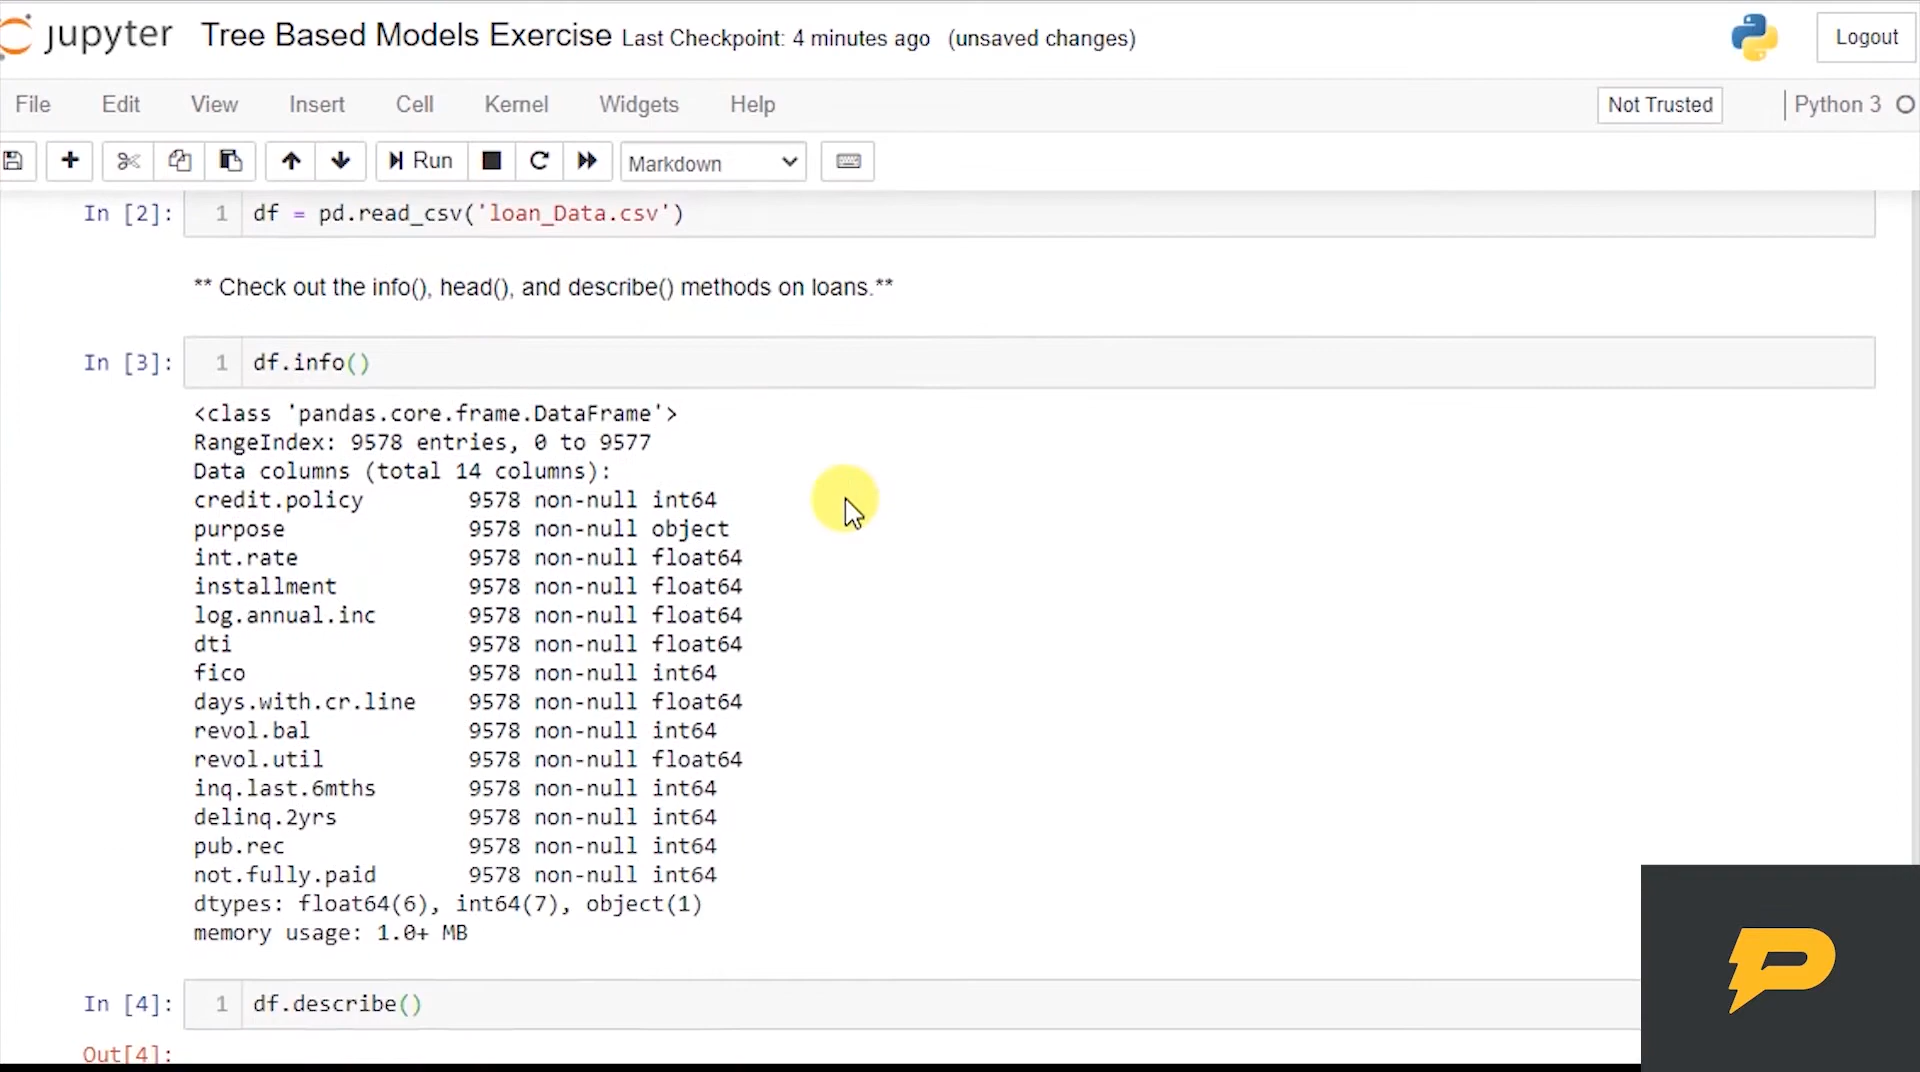 jupyter Tree Based Models Exercise Last Checkpoint: 4 minutes ago (unsaved changes) Logout
File Edit View Insert Cell Kernel Widgets Help Not Trusted Python 3
Run Markdown
In [2]: 1 df = pd.read_csv('loan_Data.csv')
** Check out the info(), head(), and describe() methods on loans.**
In [3]: 1 df.info()
<class 'pandas.core.frame.DataFrame'>
RangeIndex: 9578 entries, 0 to 9577
Data columns (total 14 columns):
credit.policy 9578 non-null int64
purpose 9578 non-null object
int.rate 9578 non-null float64
installment 9578 non-null float64
log.annual.inc 9578 non-null float64
dti 9578 non-null float64
fico 9578 non-null int64
days.with.cr.line 9578 non-null float64
revol.bal 9578 non-null int64
revol.util 9578 non-null float64
inq.last.6mths 9578 non-null int64
delinq.2yrs 9578 non-null int64
pub.rec 9578 non-null int64
not.fully.paid 9578 non-null int64
dtypes: float64(6), int64(7), object(1)
memory usage: 1.0+ MB
In [4]: 1 df.describe()
Out[4]: